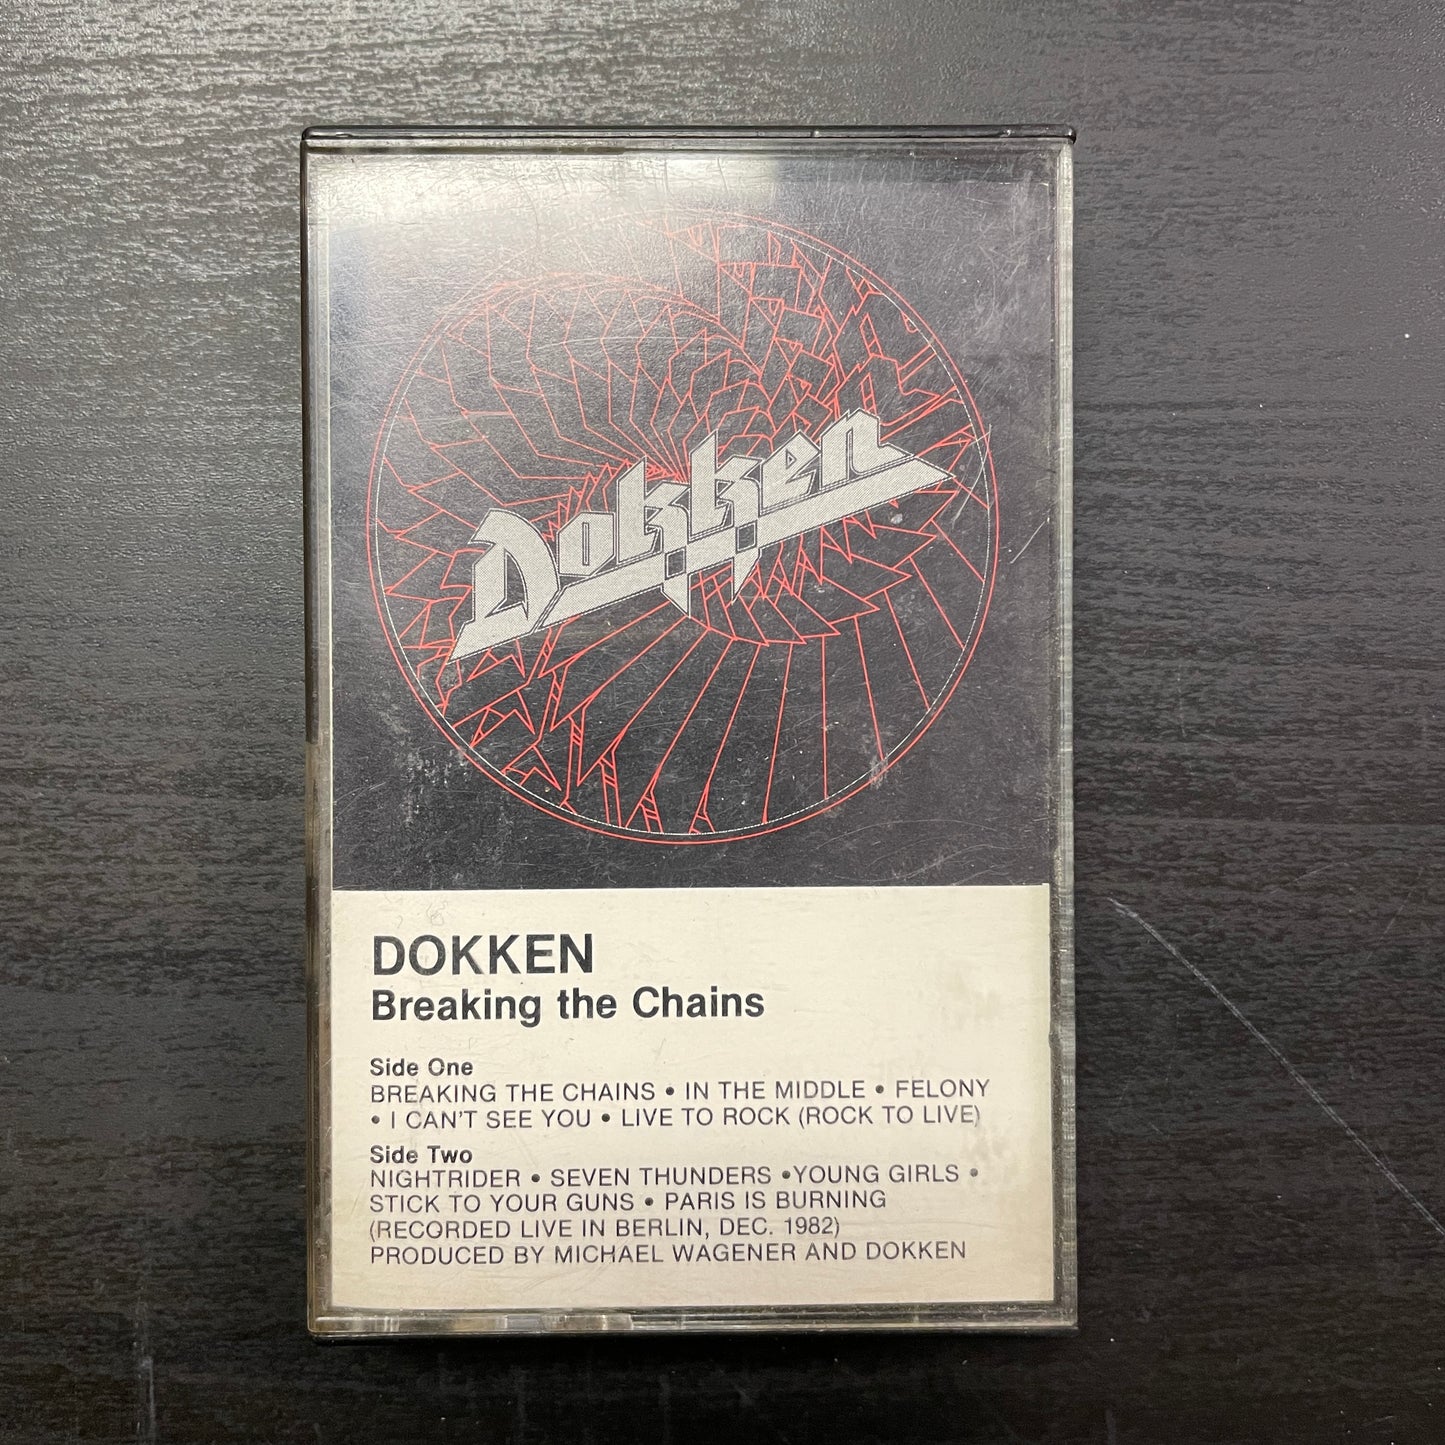 Dokken
DOKKEN
Breaking the Chains
Side One
BREAKING THE CHAINS • IN THE MIDDLE • FELONY
• I CAN'T SEE YOU • LIVE TO ROCK (ROCK TO LIVE)
Side Two
NIGHTRIDER • SEVEN THUNDERS •YOUNG GIRLS •
STICK TO YOUR GUNS • PARIS IS BURNING
(RECORDED LIVE IN BERLIN, DEC. 1982)
PRODUCED BY MICHAEL WAGENER AND DOKKEN